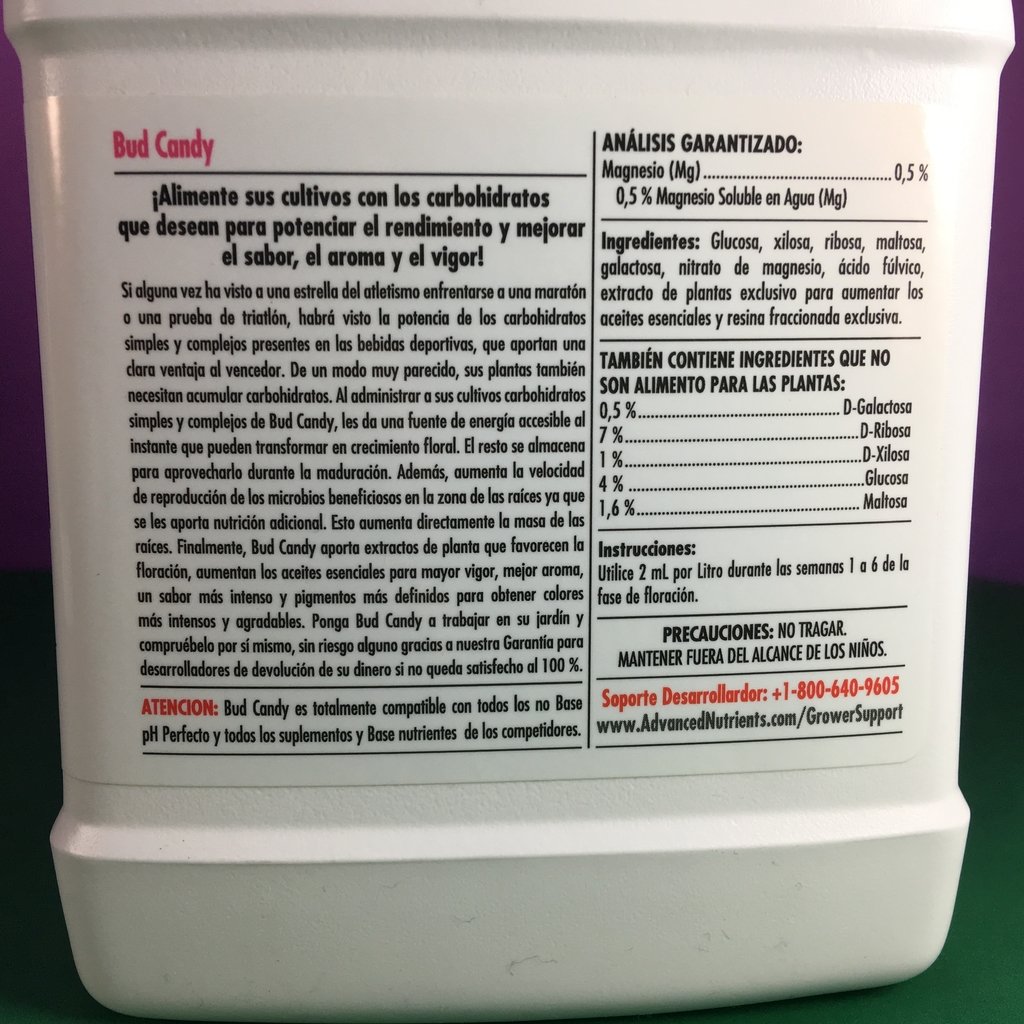 Bud Candy
¡Alimente sus cultivos con los carbohidratos
que desean para potenciar el rendimiento y mejorar
el sabor, el aroma y el vigor!
Si alguna vez ha visto a una estrella del atletismo enfrentarse a una maratón
o una prueba de triatlón, habrá visto la potencia de los carbohidratos
simples y complejos presentes en las bebidas deportivas, que aportan una
clara ventaja al vencedor. De un modo muy parecido, sus plantas también
necesitan acumular carbohidratos. Al administrar a sus cultivos carbohidratos
simples y complejos de Bud Candy, les da una fuente de energía accesible al
instante que pueden transformar en crecimiento floral. El resto se almacena
para aprovecharlo durante la maduración. Además, aumenta la velocidad
de reproducción de los microbios beneficiosos en la zona de las raíces ya que
se les aporta nutrición adicional. Esto aumenta directamente la masa de las
raíces. Finalmente, Bud Candy aporta extractos de planta que favorecen la
floración, aumentan los aceites esenciales para mayor vigor, mejor aroma,
un sabor más intenso y pigmentos más definidos para obtener colores
más intensos y agradables. Ponga Bud Candy a trabajar en su jardín y
compruébelo por sí mismo, sin riesgo alguno gracias a nuestra Garantía para
desarrolladores de devolución de su dinero si no queda satisfecho al 100 %.
ATENCION: Bud Candy es totalmente compatible con todos los no Base
pH Perfecto y todos los suplementos y Base nutrientes de los competidores.
ANÁLISIS GARANTIZADO:
Magnesio (Mg)................................................0,5 %
0,5 % Magnesio Soluble en Agua (Mg)
Ingredientes: Glucosa, xilosa, ribosa, maltosa,
galactosa, nitrato de magnesio, ácido fúlvico,
extracto de plantas exclusivo para aumentar los
aceites esenciales y resina fraccionada exclusiva.
TAMBIÉN CONTIENE INGREDIENTES QUE NO
SON ALIMENTO PARA LAS PLANTAS:
0,5 %....................................................D-Galactosa
7 %............................................................D-Ribosa
1 %............................................................D-Xilosa
4 %............................................................Glucosa
1,6 %.........................................................Maltosa
Instrucciones:
Utilice 2 mL por Litro durante las semanas 1 a 6 de la
fase de floración.
PRECAUCIONES: NO TRAGAR.
MANTENER FUERA DEL ALCANCE DE LOS NIÑOS.
Soporte Desarrollardor: +1-800-640-9605
www.AdvancedNutrients.com/GrowerSupport